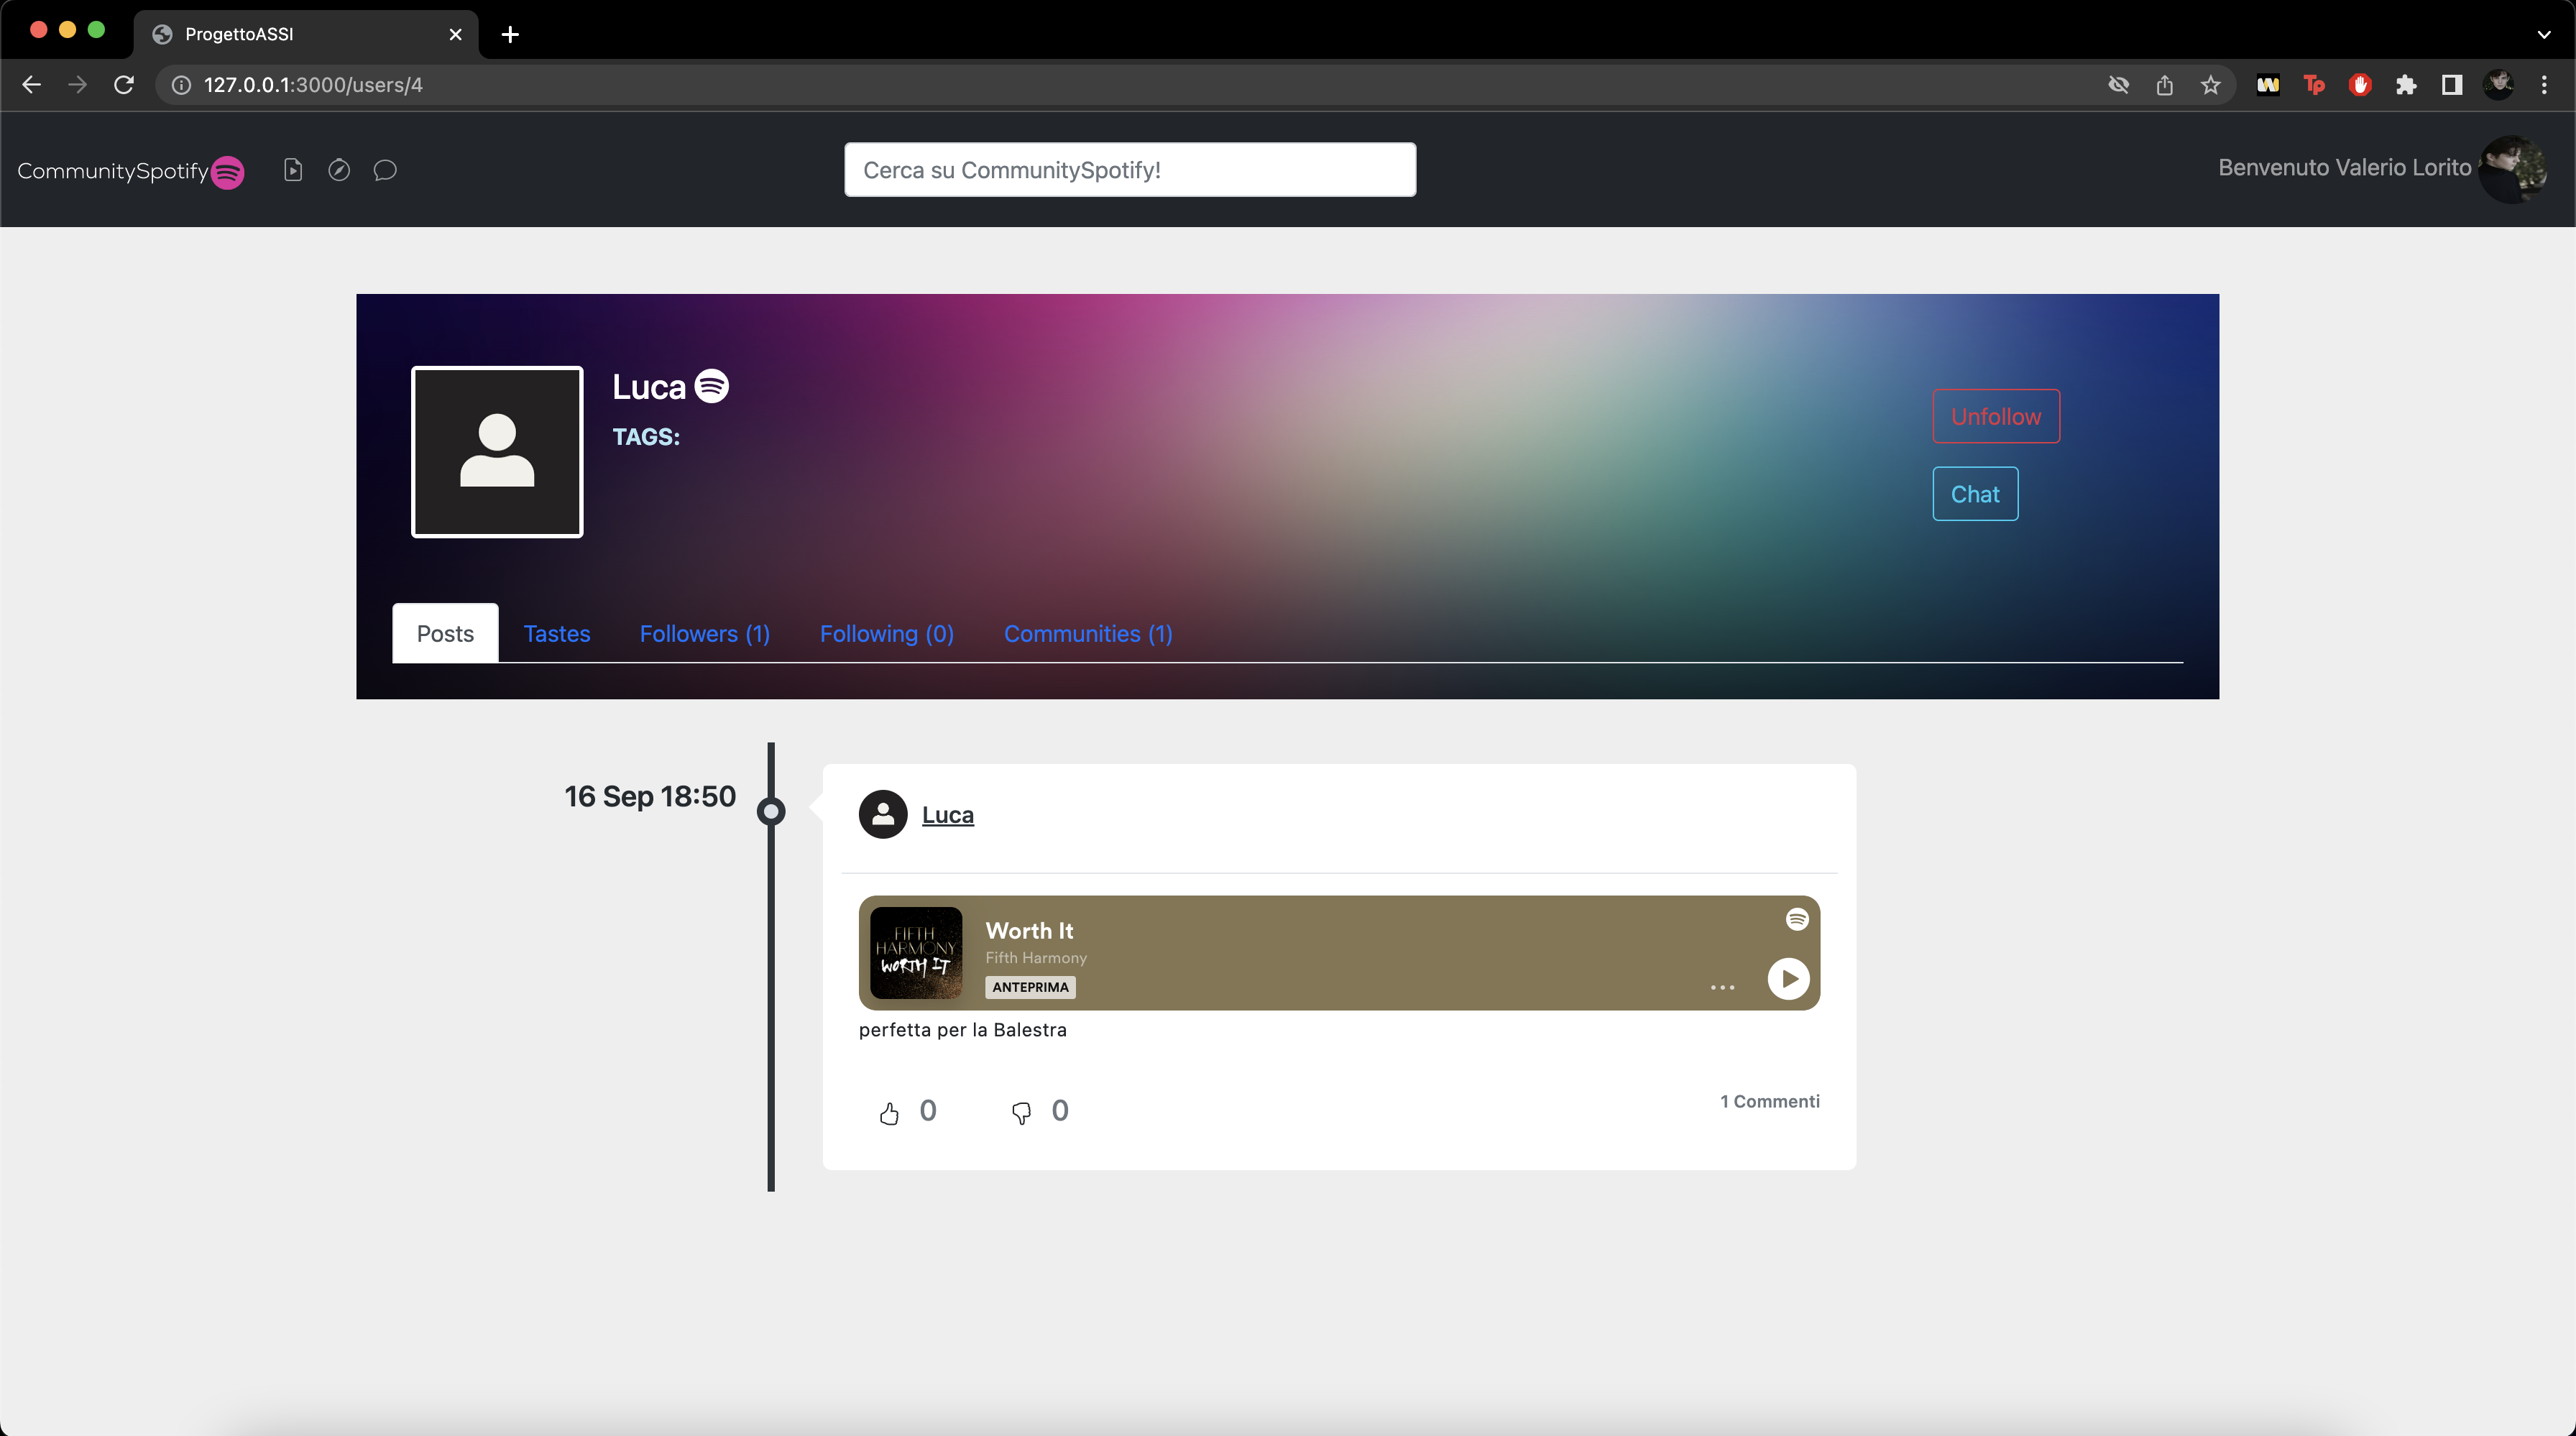 ProgettoASSI
127.0.0.1:3000/users/4
Tp
CommunitySpotify
Cerca su CommunitySpotify!
Benvenuto Valerio Lorito
Luca
TAGS:
Unfollow
Chat
Posts
Tastes
Followers (1)
Following (0)
Communities (1)
16 Sep 18:50
Luca
FIFTH
HARMONY
WORTH IT
Worth It
Fifth Harmony
ANTEPRIMA
perfetta per la Balestra
0
0
1 Commenti